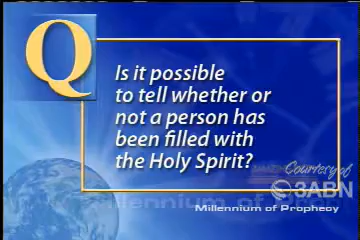 Q
Is it possible
to tell whether or
not a person has
been filled with
the Holy Spirit?
Courtesy of
3ABN
Millennium of Prophecy